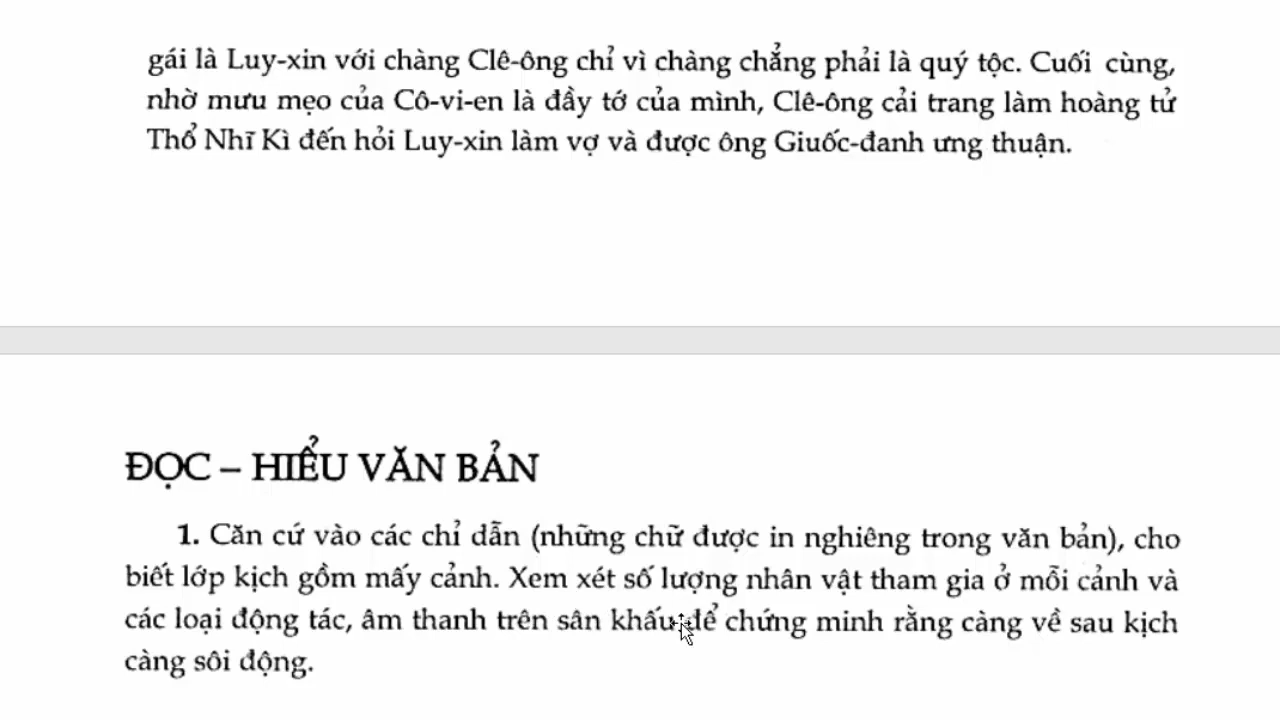 gái là Luy-xin với chàng Clê-ông chỉ vì chàng chẳng phải là quý tộc. Cuối cùng,
nhờ mưu mẹo của Cô-vi-en là đầy tớ của mình, Clê-ông cải trang làm hoàng tử
Thổ Nhĩ Kì đến hỏi Luy-xin làm vợ và được ông Giuốc-đanh ưng thuận.
ĐỌC – HIỂU VĂN BẢN
1. Căn cứ vào các chỉ dẫn (những chữ được in nghiêng trong văn bản), cho
biết lớp kịch gồm mấy cảnh. Xem xét số lượng nhân vật tham gia ở mỗi cảnh và
các loại động tác, âm thanh trên sân khấu để chứng minh rằng càng về sau kịch
càng sôi động.